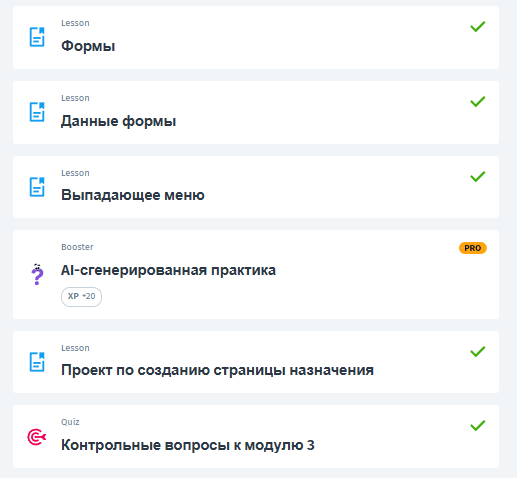 Lesson
Формы
Lesson
Данные формы
Lesson
Выпадающее меню
Booster
PRO
AI-сгенерированная практика
XP +20
Lesson
Проект по созданию страницы назначения
Quiz
Контрольные вопросы к модулю 3